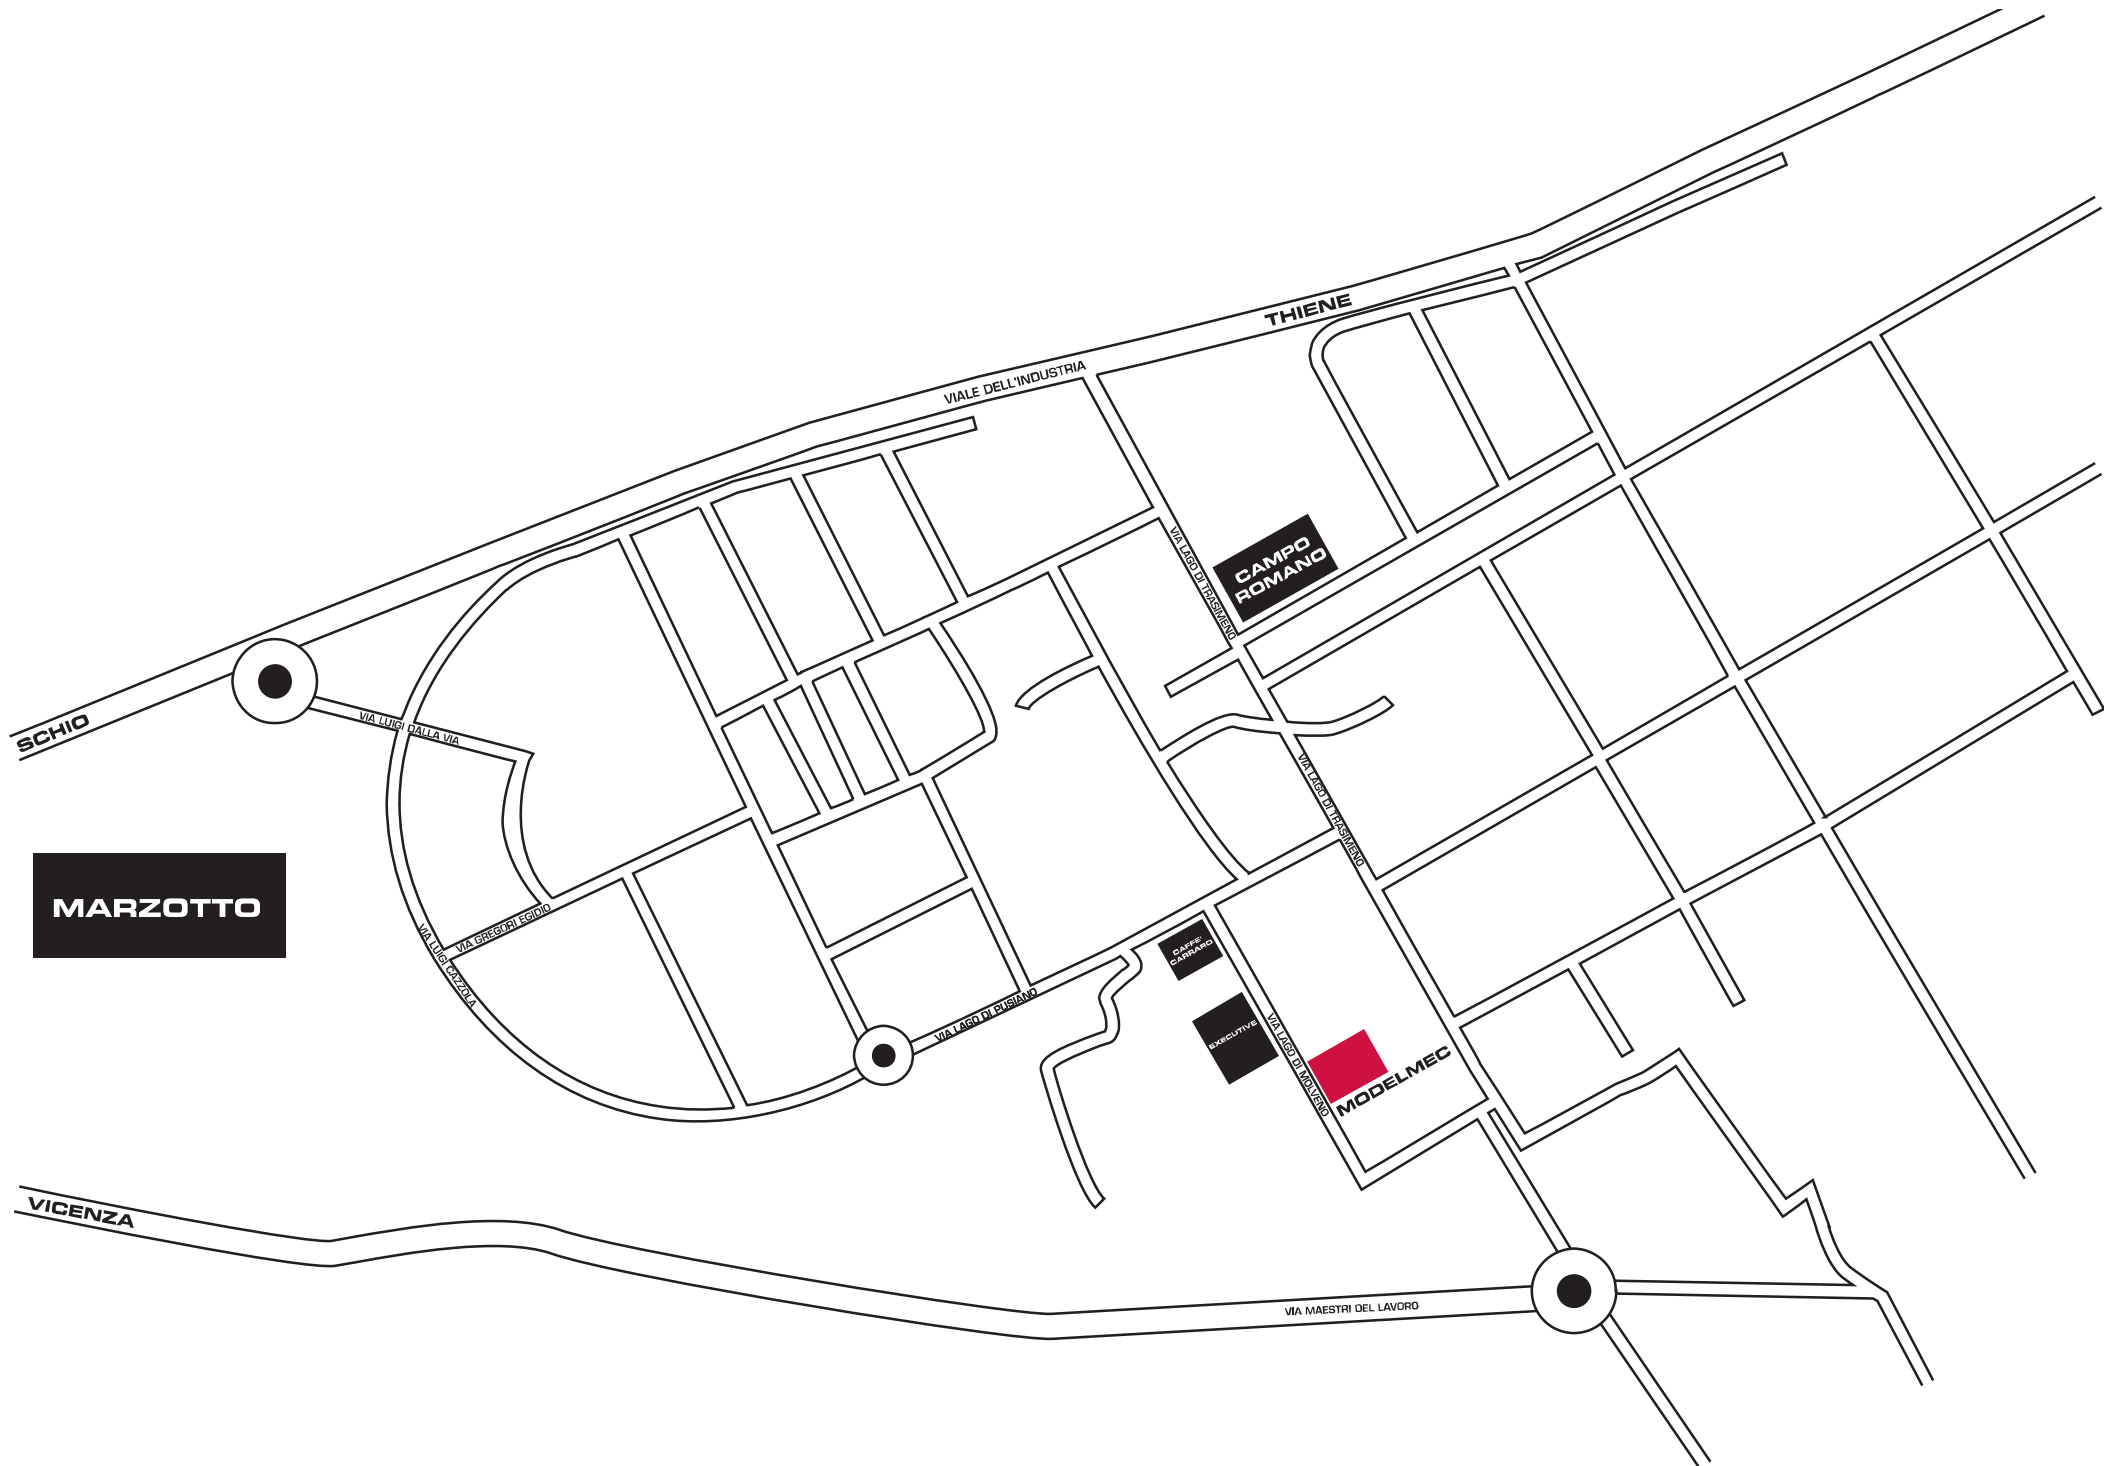 THIENE
VIALE DELL'INDUSTRIA
VIA LAGO DI TRASIMENO
CAMPO
ROMANO
SCHIO
VIA LUIGI DALLA VIA
VIA LAGO DI TRASIMENO
MARZOTTO
VIA GREGORI EGIDIO
VIA LUIGI CAZZOLA
CAFFE'
CARRARO
VIA LAGO DI PUSIANO
EXECUTIVE
VIA LAGO DI MOLVENO
MODELMEC
VICENZA
VIA MAESTRI DEL LAVORO